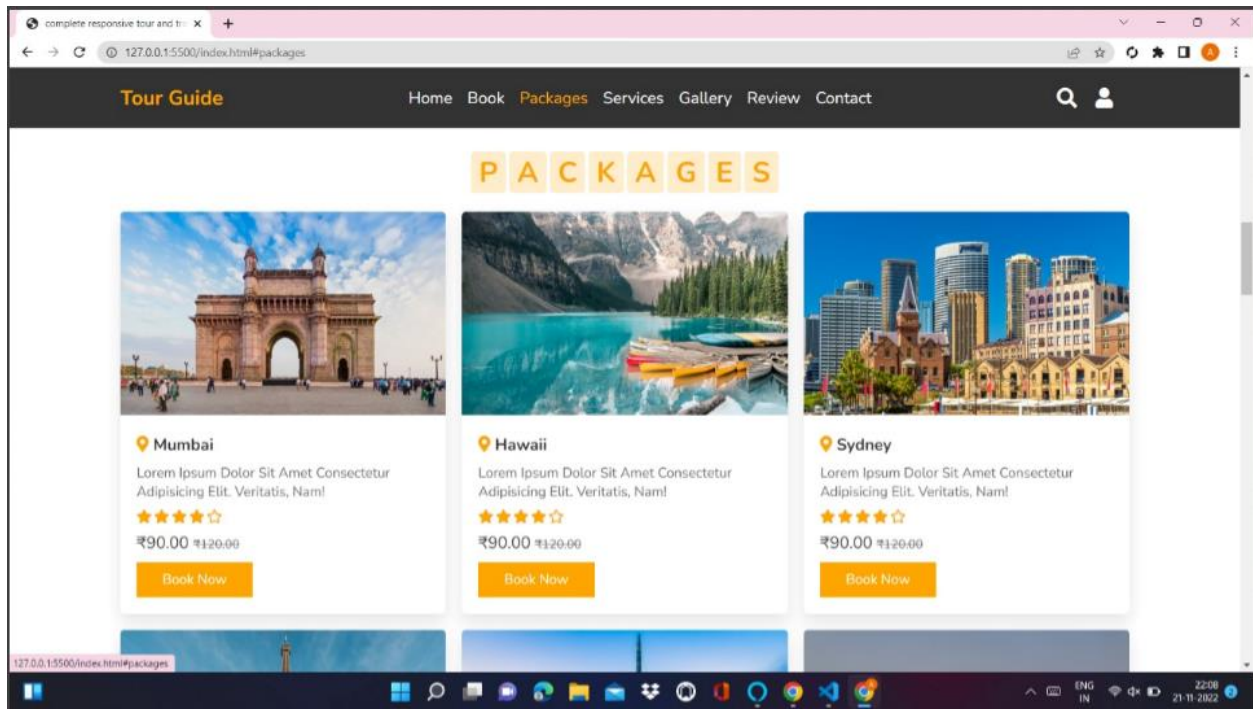 complete responsive tour and tr
127.0.0.1:5500/index.html#packages
A
Tour Guide
Home Book Packages Services Gallery Review Contact
PACKAGES
Mumbai
Lorem Ipsum Dolor Sit Amet Consectetur
Adipisicing Elit. Veritatis, Nam!
₹90.00 ₹120.00
Book Now
Hawaii
Lorem Ipsum Dolor Sit Amet Consectetur
Adipisicing Elit. Veritatis, Nam!
₹90.00 ₹120.00
Book Now
Sydney
Lorem Ipsum Dolor Sit Amet Consectetur
Adipisicing Elit. Veritatis, Nam!
₹90.00 ₹120.00
Book Now
127.0.0.1:5500/index.html#packages
ENG
IN
22:08
21-11-2022